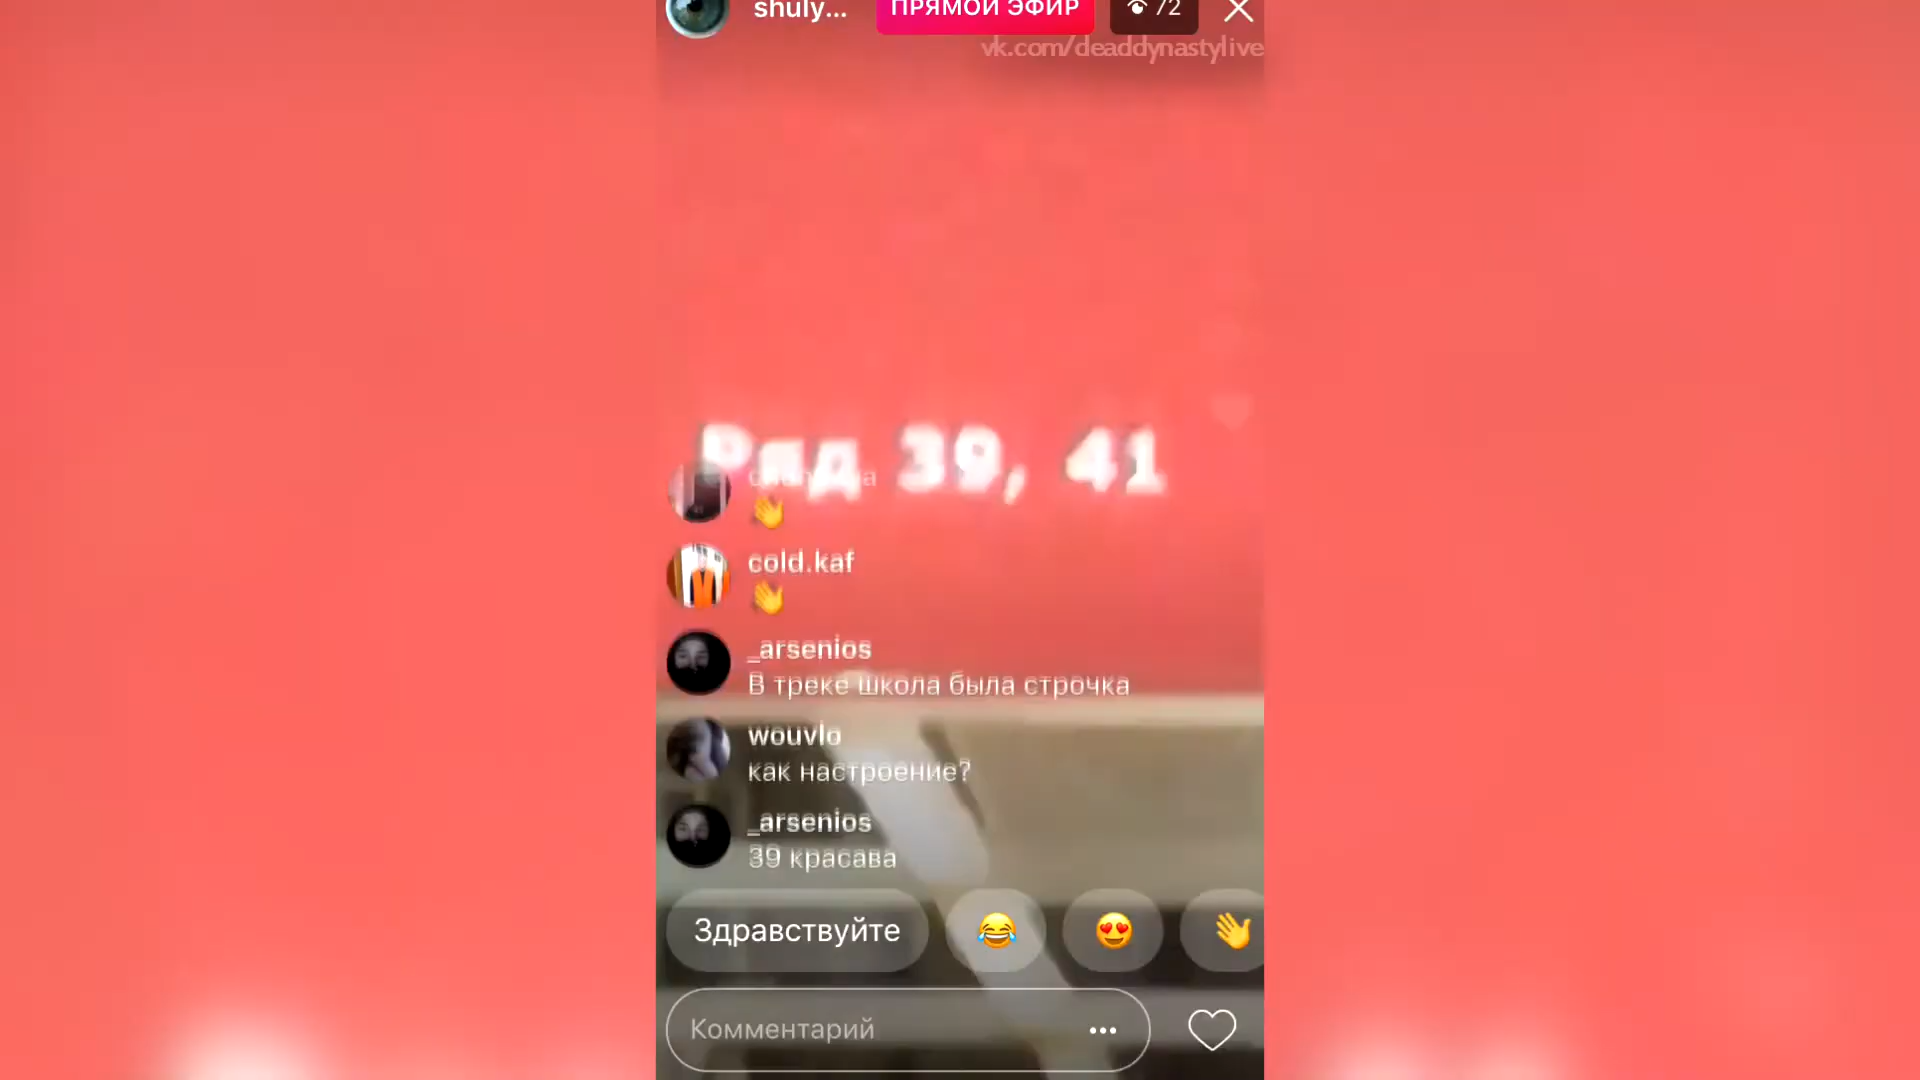 shuly...
ПРЯМОЙ ЭФИР
72
vk.com/deaddynastylive
Ряд 39, 41
cold.kaf
_arsenios
В треке школа была строчка
wouvlo
как настроение?
_arsenios
39 красава
Здравствуйте
Комментарий